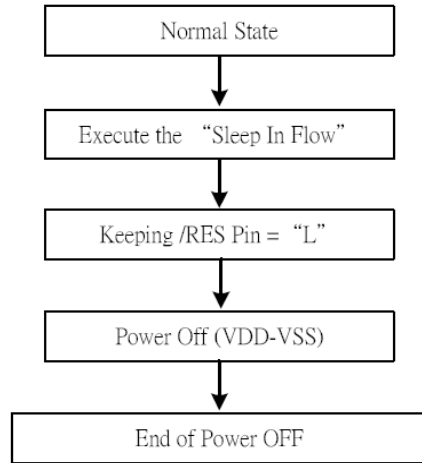 Normal State
Execute the “Sleep In Flow”
Keeping /RES Pin = “L”
Power Off (VDD-VSS)
End of Power OFF